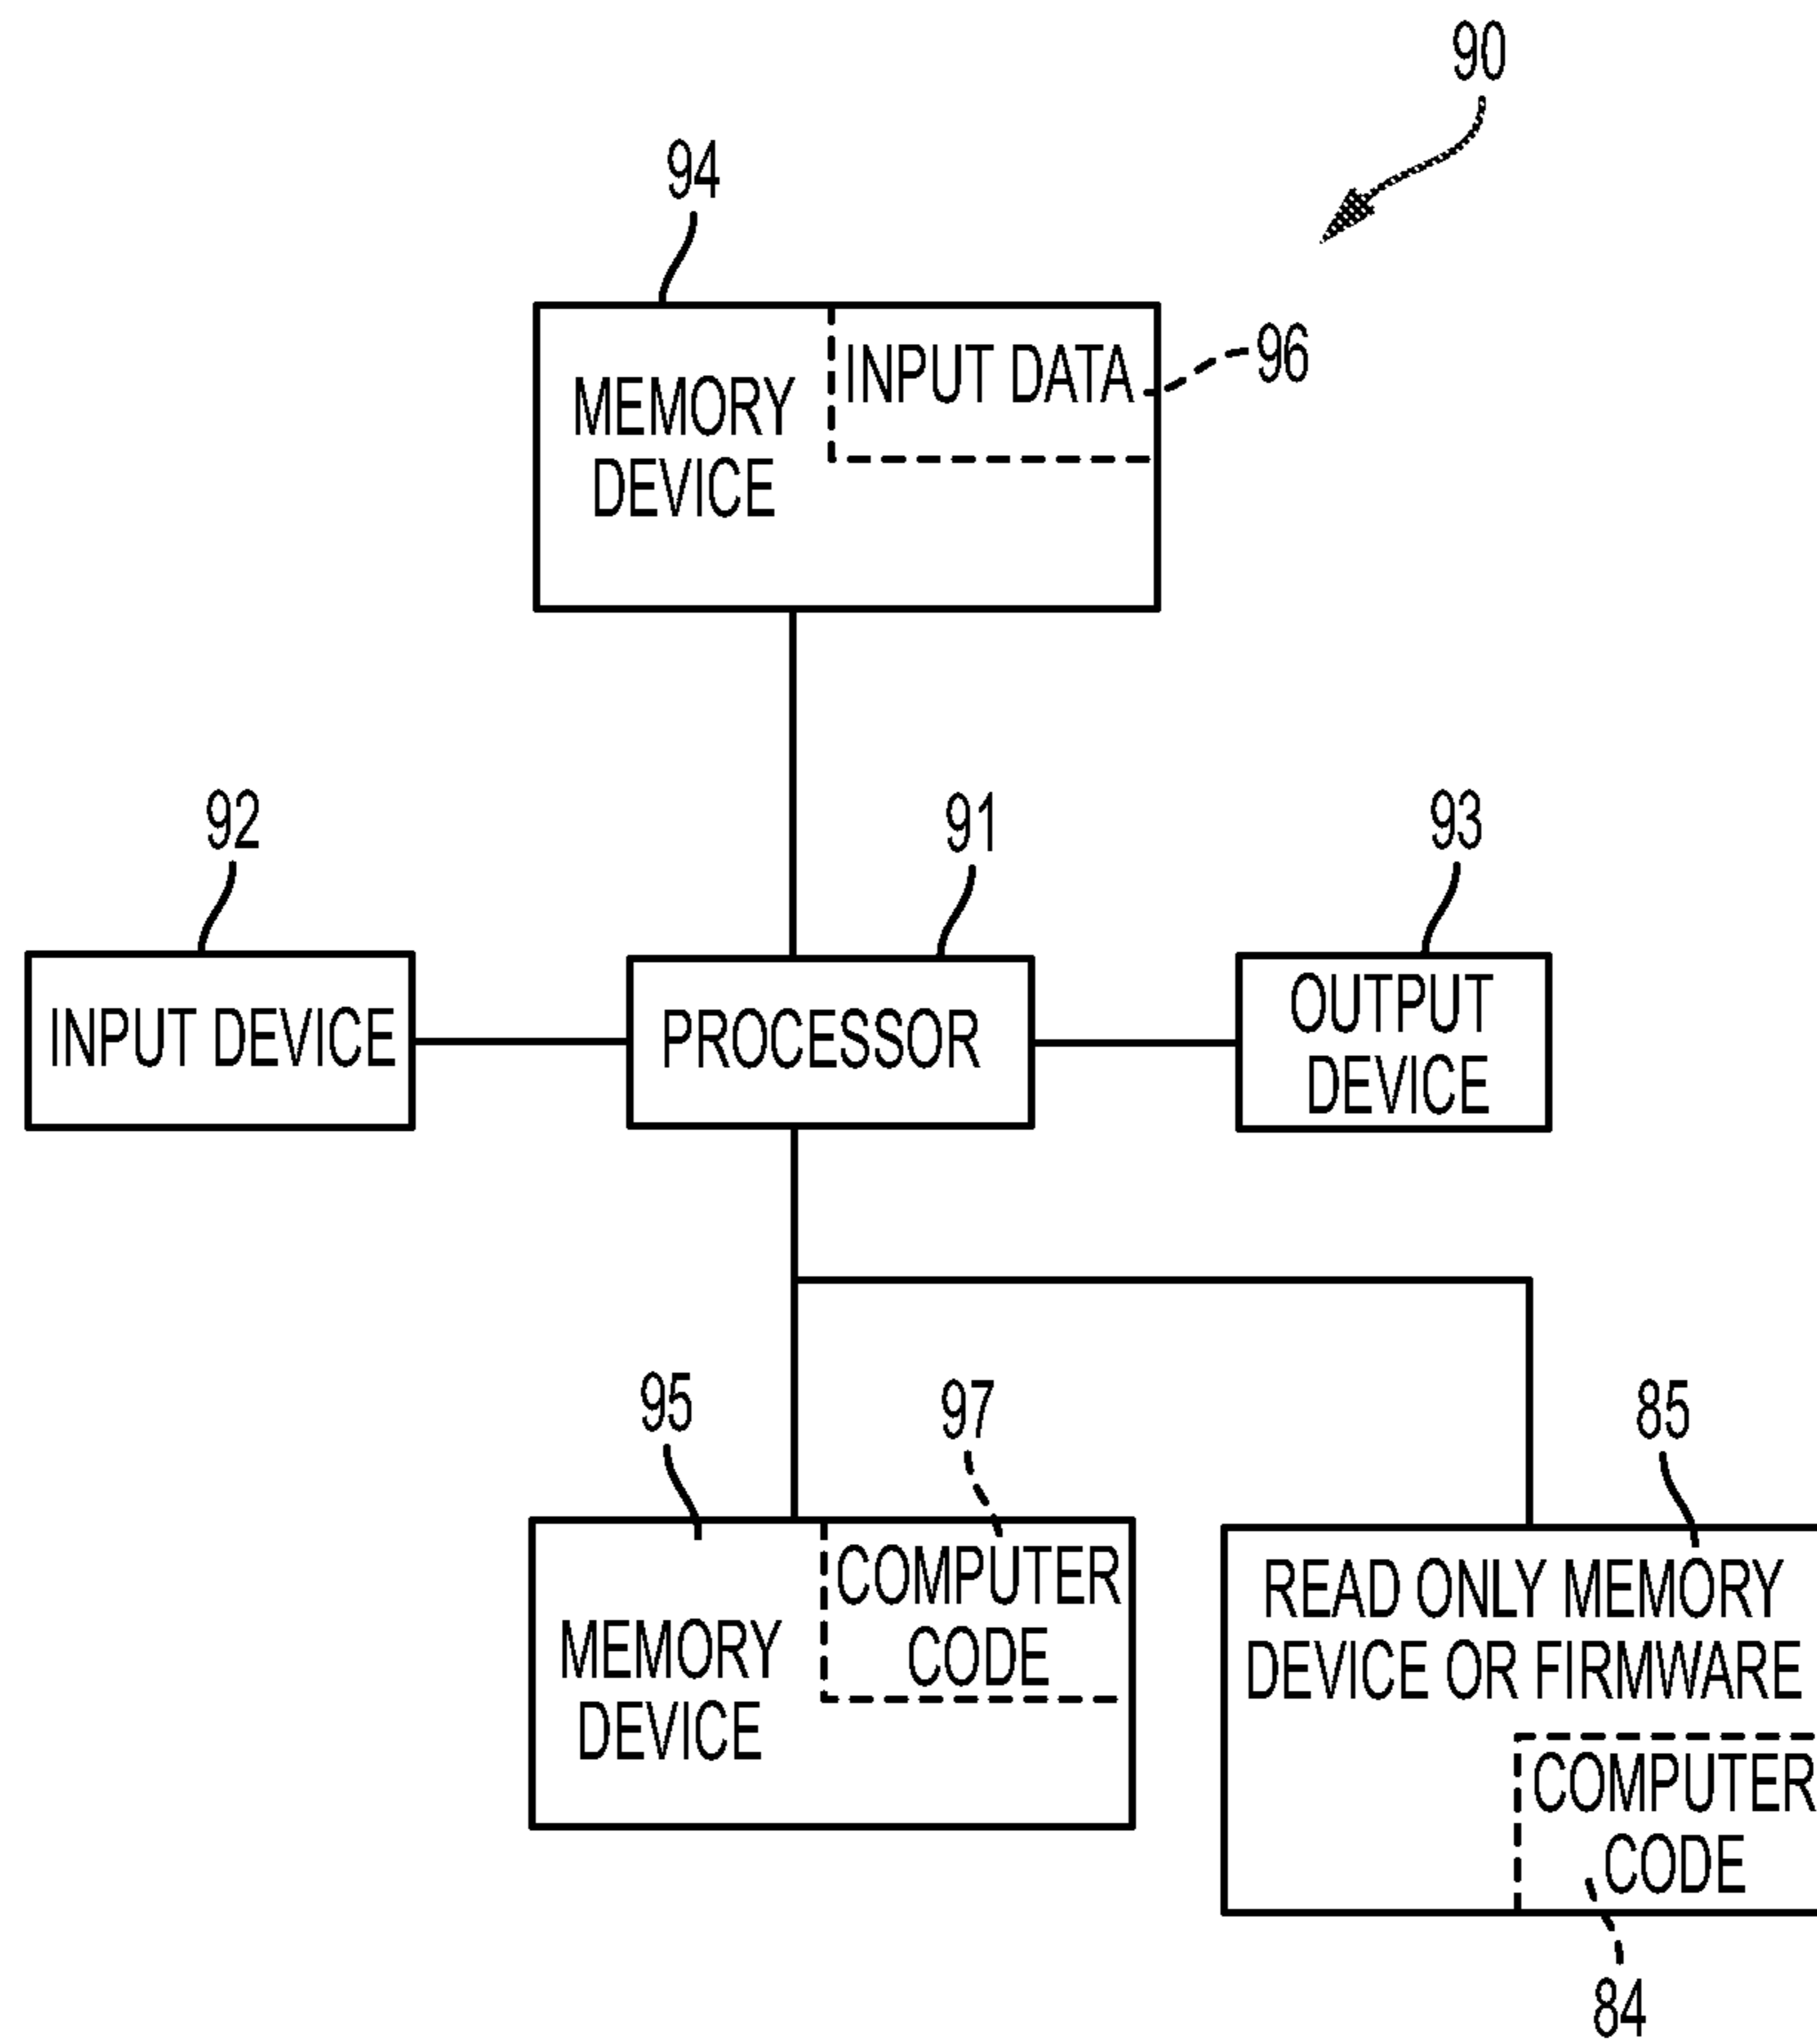 90
94
INPUT DATA
96
MEMORY
DEVICE
92
91
93
INPUT DEVICE
PROCESSOR
OUTPUT
DEVICE
95
97
85
COMPUTER
CODE
MEMORY
DEVICE
READ ONLY MEMORY
DEVICE OR FIRMWARE
COMPUTER
CODE
84